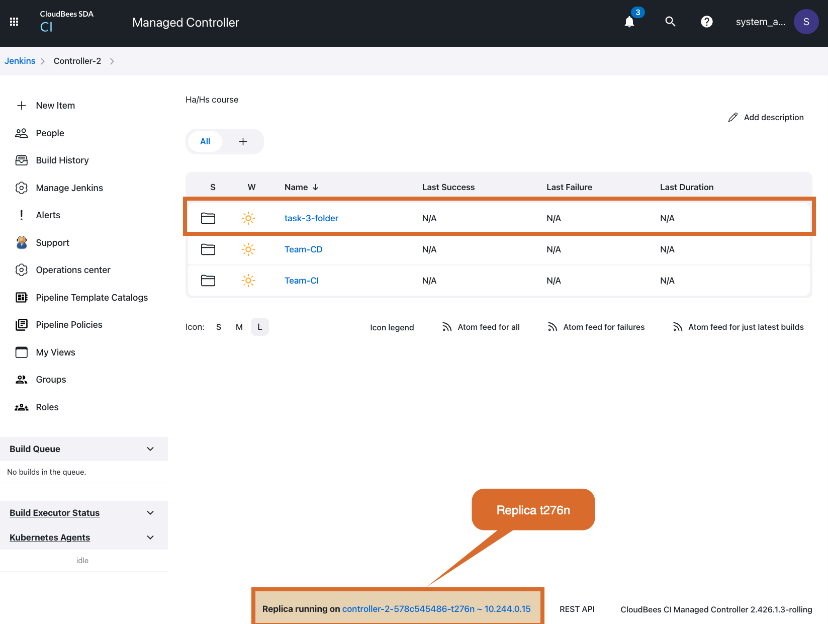 CloudBees SDA
CI
Managed Controller
3
system_a...
S
Jenkins > Controller-2 >
New Item
People
Build History
Manage Jenkins
Alerts
Support
Operations center
Pipeline Template Catalogs
Pipeline Policies
My Views
Groups
Roles
Build Queue
No builds in the queue.
Build Executor Status
Kubernetes Agents
idle
Ha/Hs course
Add description
All +
S W Name ↓ Last Success Last Failure Last Duration
task-3-folder N/A N/A N/A
Team-CD N/A N/A N/A
Team-CI N/A N/A N/A
Icon: S M L Icon legend Atom feed for all Atom feed for failures Atom feed for just latest builds
Replica t276n
Replica running on controller-2-578c545486-t276n ~ 10.244.0.15 REST API CloudBees CI Managed Controller 2.426.1.3-rolling